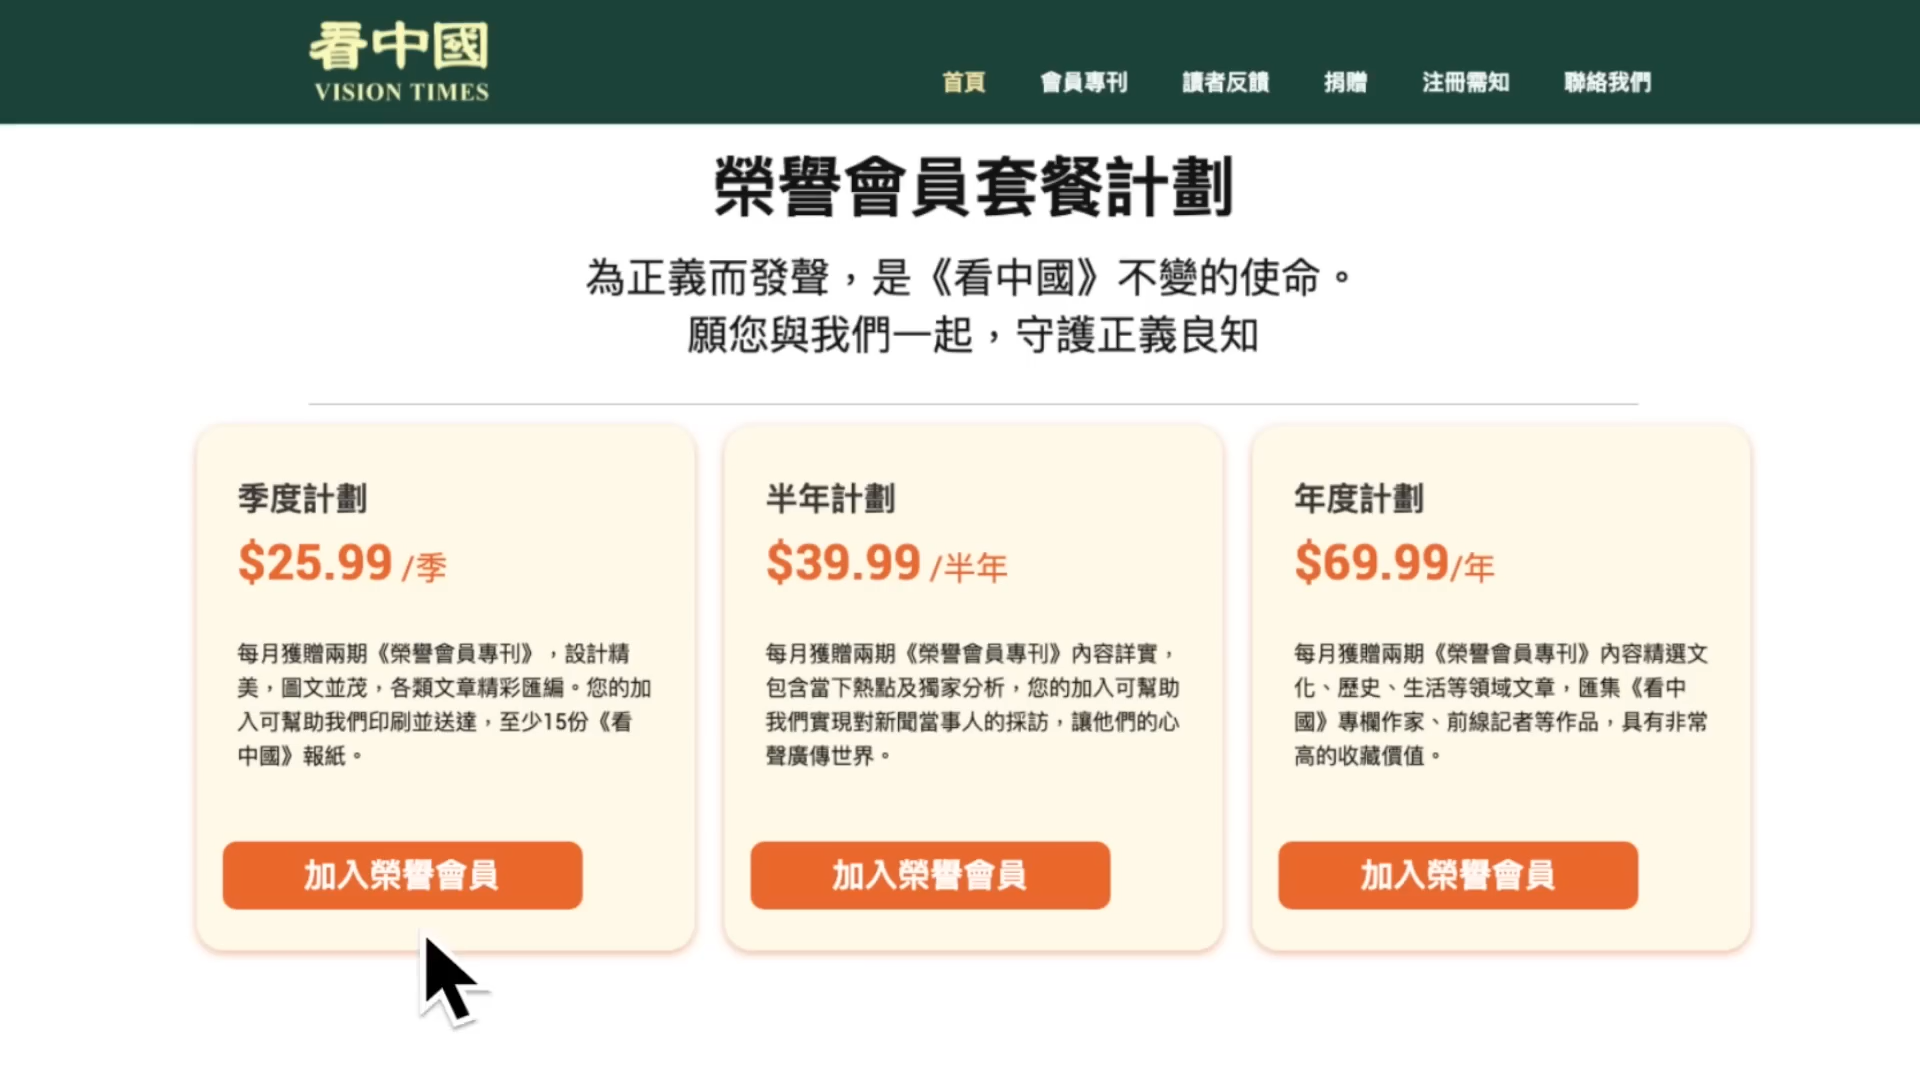 看中國
VISION TIMES
首頁 會員專刊 讀者反饋 捐贈 注冊需知 聯絡我們
榮譽會員套餐計劃
為正義而發聲，是《看中國》不變的使命。
願您與我們一起，守護正義良知
季度計劃
$25.99 /季
每月獲贈兩期《榮譽會員專刊》，設計精
美，圖文並茂，各類文章精彩匯編。您的加
入可幫助我們印刷並送達，至少15份《看
中國》報紙。
加入榮譽會員
半年計劃
$39.99 /半年
每月獲贈兩期《榮譽會員專刊》內容詳實，
包含當下熱點及獨家分析，您的加入可幫助
我們實現對新聞當事人的採訪，讓他們的心
聲廣傳世界。
加入榮譽會員
年度計劃
$69.99/年
每月獲贈兩期《榮譽會員專刊》內容精選文
化、歷史、生活等領域文章，匯集《看中
國》專欄作家、前線記者等作品，具有非常
高的收藏價值。
加入榮譽會員